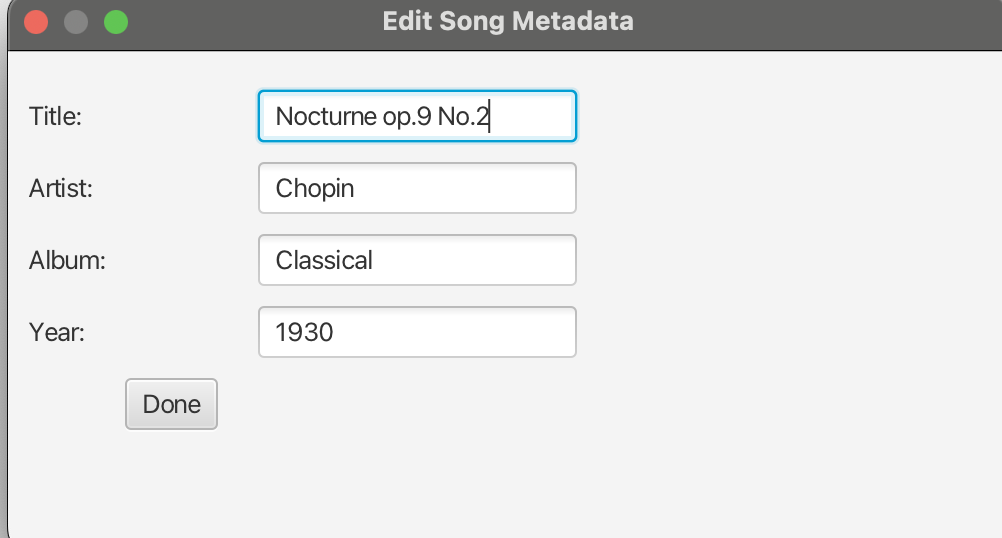 Edit Song Metadata
Title: Nocturne op.9 No.2
Artist: Chopin
Album: Classical
Year: 1930
Done